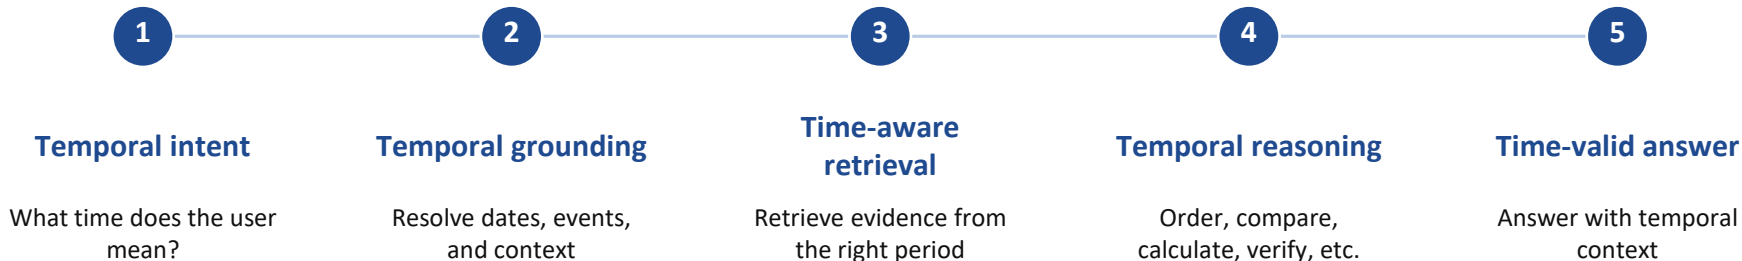 1
2
3
4
5
Temporal intent
Temporal grounding
Time-aware
retrieval
Temporal reasoning
Time-valid answer
What time does the user
mean?
Resolve dates, events,
and context
Retrieve evidence from
the right period
Order, compare,
calculate, verify, etc.
Answer with temporal
context